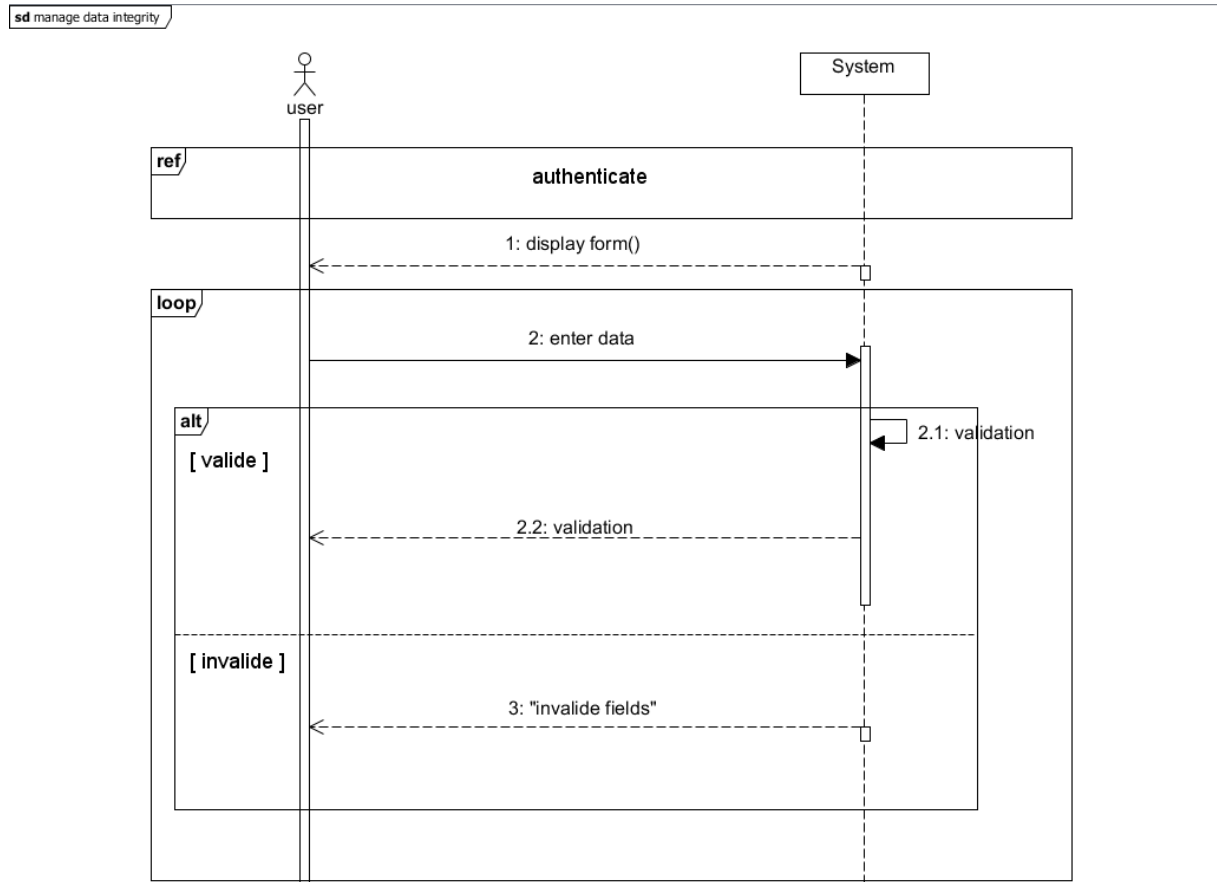 sd manage data integrity
user
System
ref
authenticate
1: display form()
loop
2: enter data
alt
2.1: validation
[ valide ]
2.2: validation
[ invalide ]
3: "invalide fields"